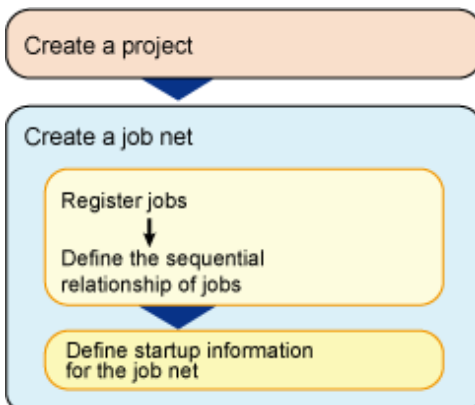 Create a project
Create a job net
Register jobs
Define the sequential
relationship of jobs
Define startup information
for the job net